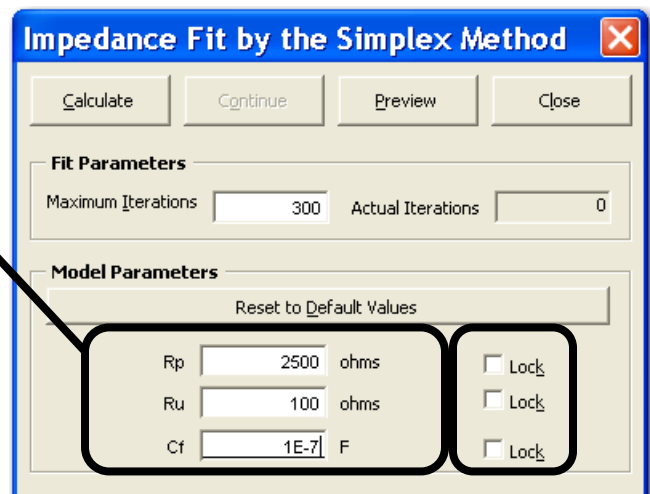 Impedance Fit by the Simplex Method
Calculate Continue Preview Close
Fit Parameters
Maximum Iterations 300 Actual Iterations 0
Model Parameters
Reset to Default Values
Rp 2500 ohms Lock
Ru 100 ohms Lock
Cf 1E-7 F Lock